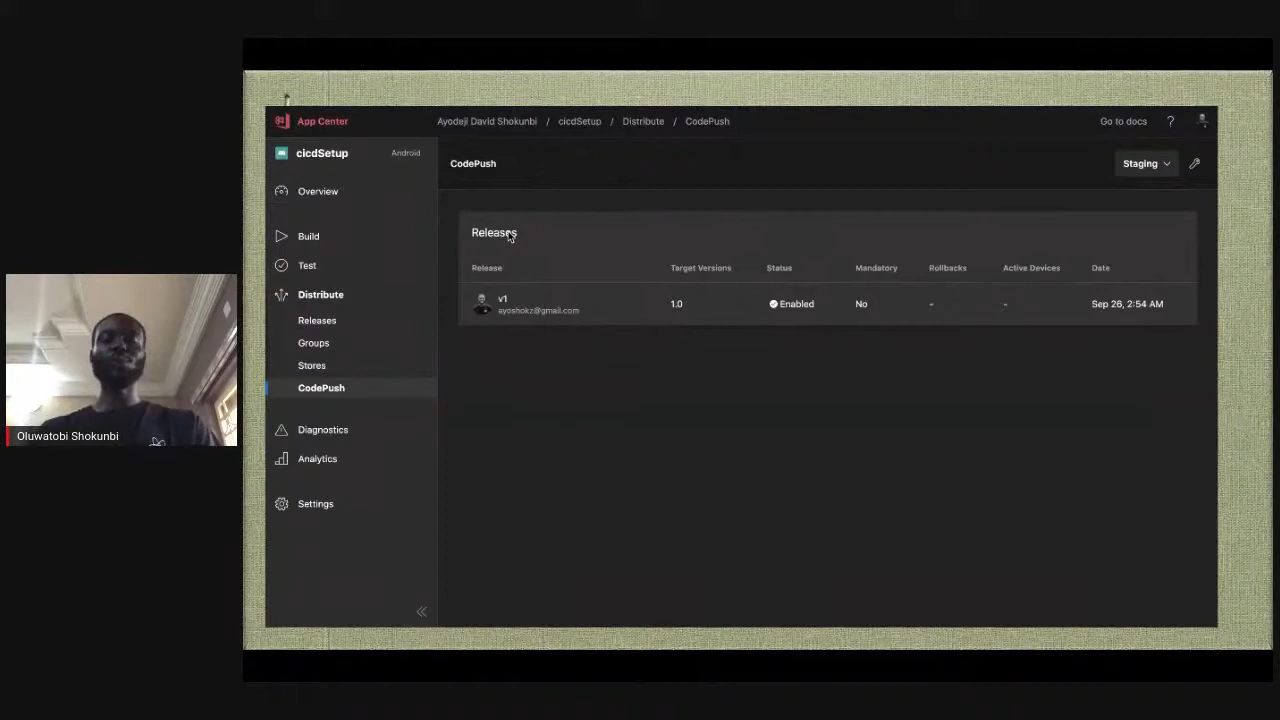 App Center
Ayodeji David Shokunbi / cicdSetup / Distribute / CodePush
Go to docs ?
cicdSetup Android
CodePush
Staging
Overview
Build
Test
Distribute
Releases
Groups
Stores
CodePush
Diagnostics
Analytics
Settings
Releases
Release Target Versions Status Mandatory Rollbacks Active Devices Date
v1
ayoshokz@gmail.com
1.0 Enabled No - - Sep 26, 2:54 AM
Oluwatobi Shokunbi